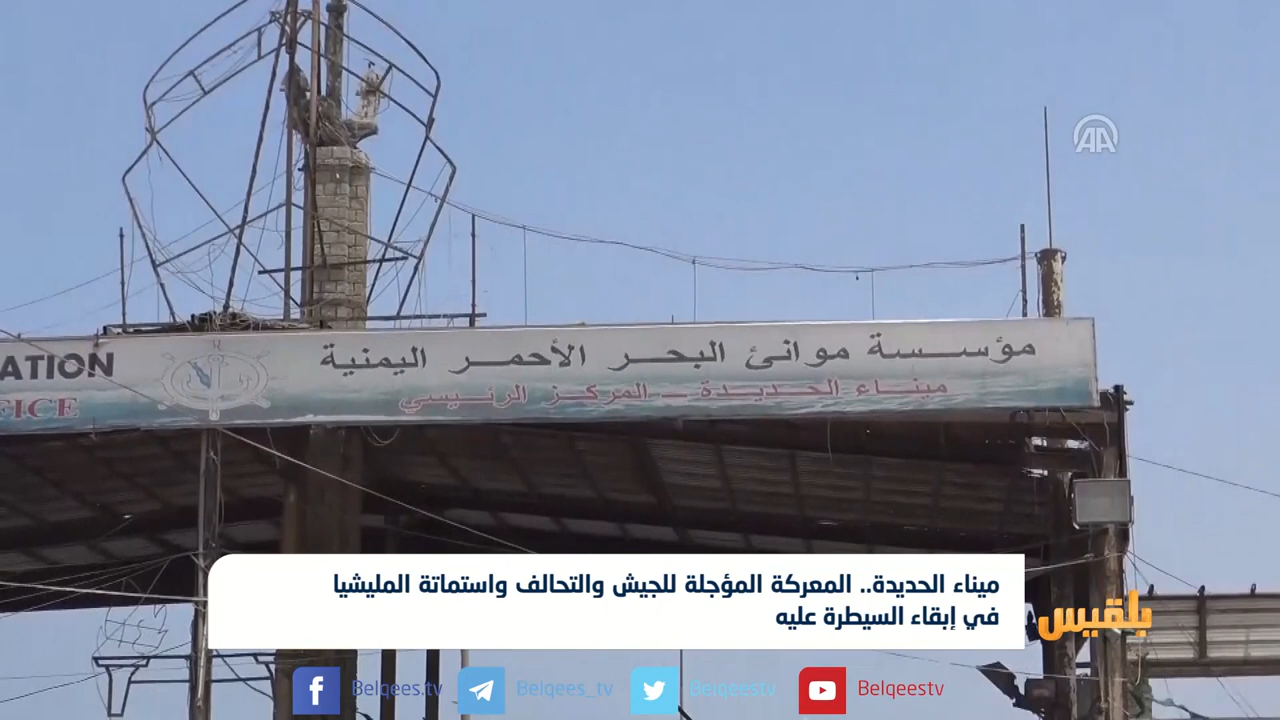 AA
مؤسسة موانئ البحر الأحمر اليمنية
ATION
ميناء الحديدة - المركز الرئيسي
FICE
ميناء الحديدة.. المعركة المؤجلة للجيش والتحالف واستماتة المليشيا
في إبقاء السيطرة عليه
بلقيس
Belqees.tv
Belqees_tv
Belqeestv
Belqeestv